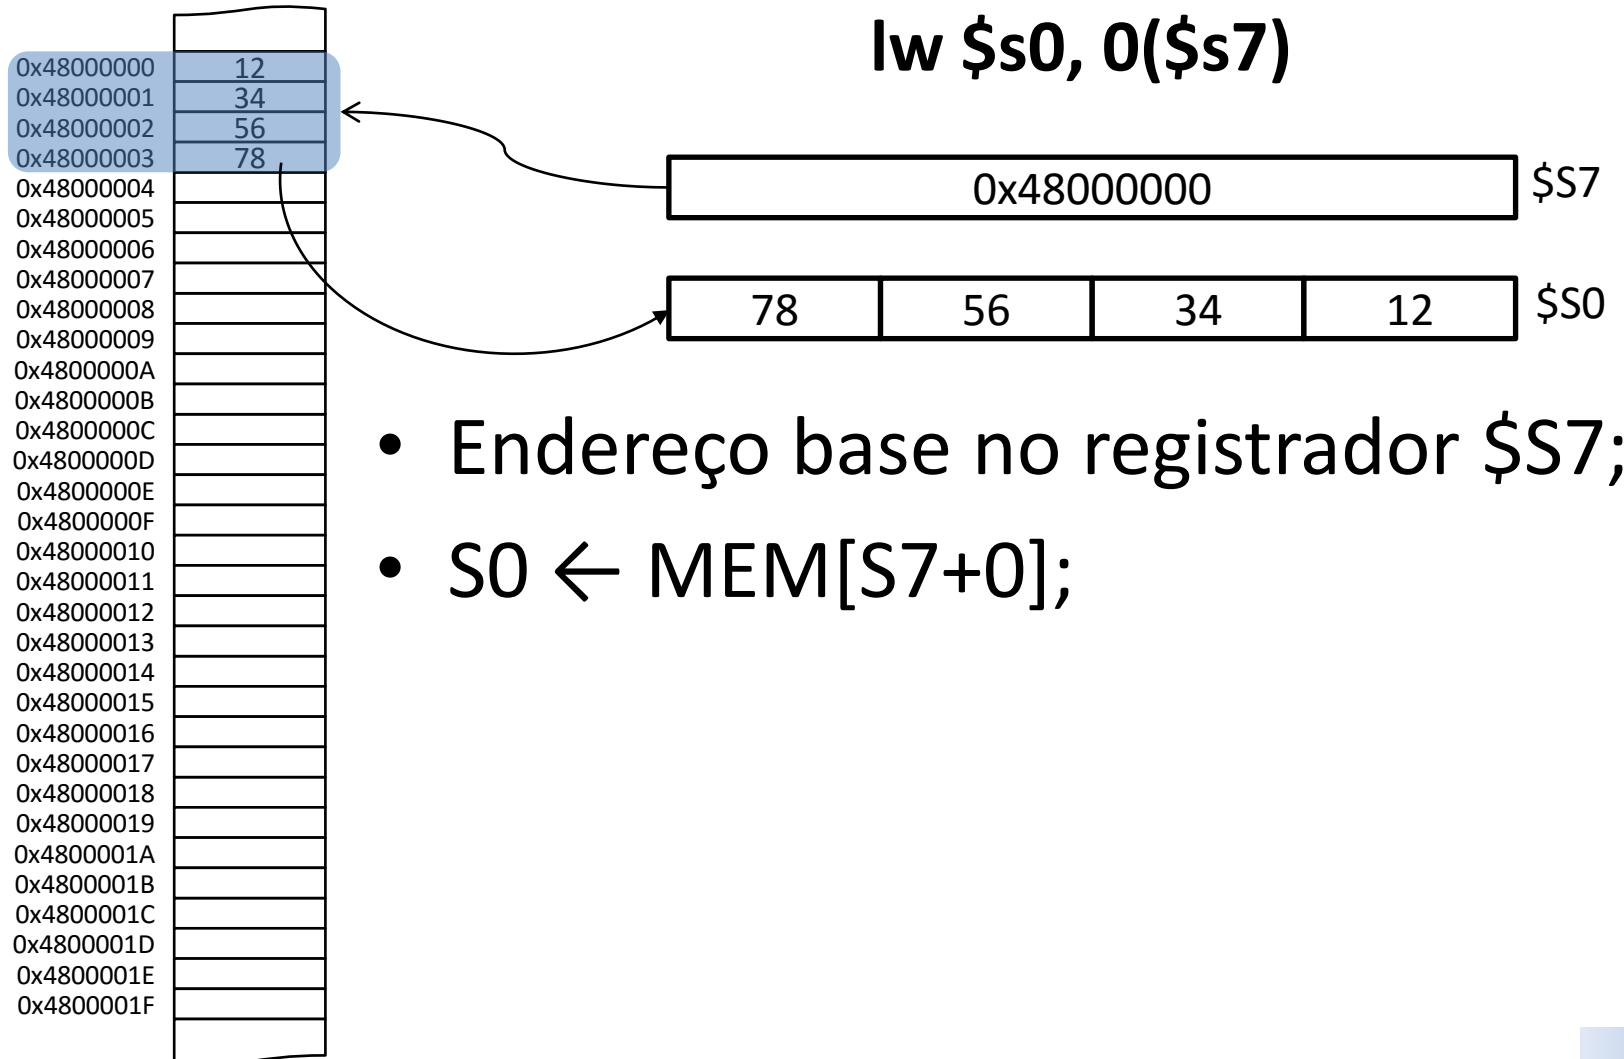 lw $s0, 0($s7)
0x48000000 12
0x48000001 34
0x48000002 56
0x48000003 78
0x48000004
0x48000005
0x48000006
0x48000007
0x48000008
0x48000009
0x4800000A
0x4800000B
0x4800000C
0x4800000D
0x4800000E
0x4800000F
0x48000010
0x48000011
0x48000012
0x48000013
0x48000014
0x48000015
0x48000016
0x48000017
0x48000018
0x48000019
0x4800001A
0x4800001B
0x4800001C
0x4800001D
0x4800001E
0x4800001F
0x48000000 $S7
78 56 34 12 $S0
• Endereço base no registrador $S7;
• S0 ← MEM[S7+0];